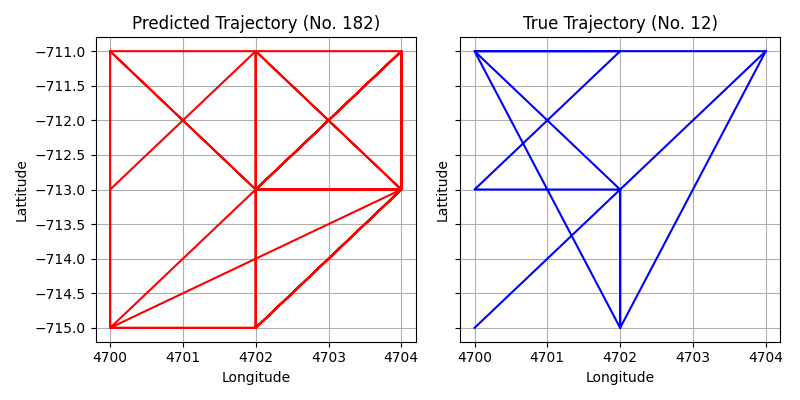 Predicted Trajectory (No. 182)
−711.0
−711.5
−712.0
−712.5
−713.0
−713.5
−714.0
−714.5
−715.0
Lattitude
4700 4701 4702 4703 4704
Longitude
True Trajectory (No. 12)
Lattitude
4700 4701 4702 4703 4704
Longitude